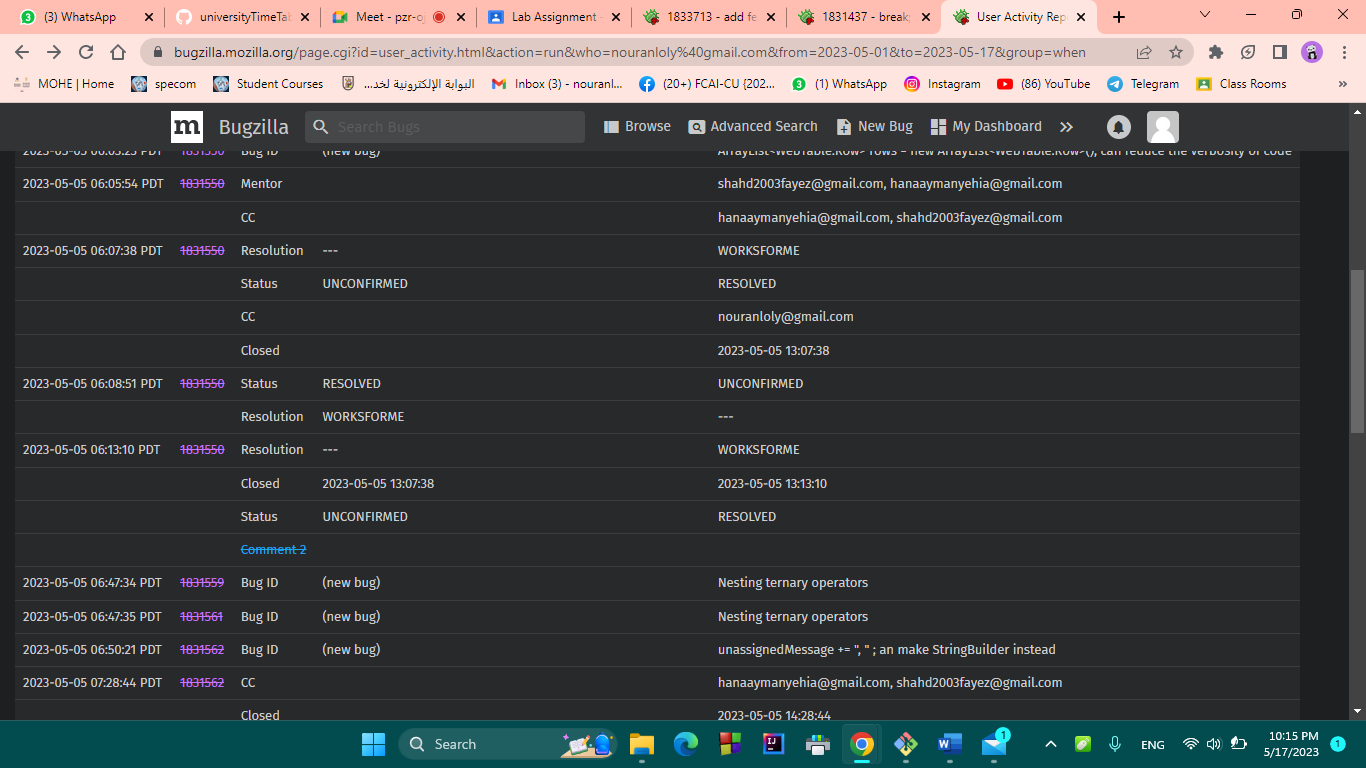 (3) WhatsApp
universityTimeTab
Meet - pzr-oj
Lab Assignment -
1833713 - add fe
1831437 - break;
User Activity Rep
bugzilla.mozilla.org/page.cgi?id=user_activity.html&action=run&who=nouranloly%40gmail.com&from=2023-05-01&to=2023-05-17&group=when
MOHE | Home
specom
Student Courses
البوابة الإلكترونية لخد...
Inbox (3) - nouranl...
(20+) FCAI-CU {202...
(1) WhatsApp
Instagram
(86) YouTube
Telegram
Class Rooms
m Bugzilla Search Bugs Browse Advanced Search New Bug My Dashboard
2023-05-05 06:05:23 PDT 1831550 Bug ID (new bug) ArrayList<WebTable.Row> rows = new ArrayList<WebTable.Row>(); can reduce the verbosity of code
2023-05-05 06:05:54 PDT 1831550 Mentor shahd2003fayez@gmail.com, hanaaymanyehia@gmail.com
CC hanaaymanyehia@gmail.com, shahd2003fayez@gmail.com
2023-05-05 06:07:38 PDT 1831550 Resolution --- WORKSFORME
Status UNCONFIRMED RESOLVED
CC nouranloly@gmail.com
Closed 2023-05-05 13:07:38
2023-05-05 06:08:51 PDT 1831550 Status RESOLVED UNCONFIRMED
Resolution WORKSFORME ---
2023-05-05 06:13:10 PDT 1831550 Resolution --- WORKSFORME
Closed 2023-05-05 13:07:38 2023-05-05 13:13:10
Status UNCONFIRMED RESOLVED
Comment 2
2023-05-05 06:47:34 PDT 1831559 Bug ID (new bug) Nesting ternary operators
2023-05-05 06:47:35 PDT 1831561 Bug ID (new bug) Nesting ternary operators
2023-05-05 06:50:21 PDT 1831562 Bug ID (new bug) unassignedMessage += ", " ; an make StringBuilder instead
2023-05-05 07:28:44 PDT 1831562 CC hanaaymanyehia@gmail.com, shahd2003fayez@gmail.com
Closed 2023-05-05 14:28:44
Search
ENG
10:15 PM
5/17/2023